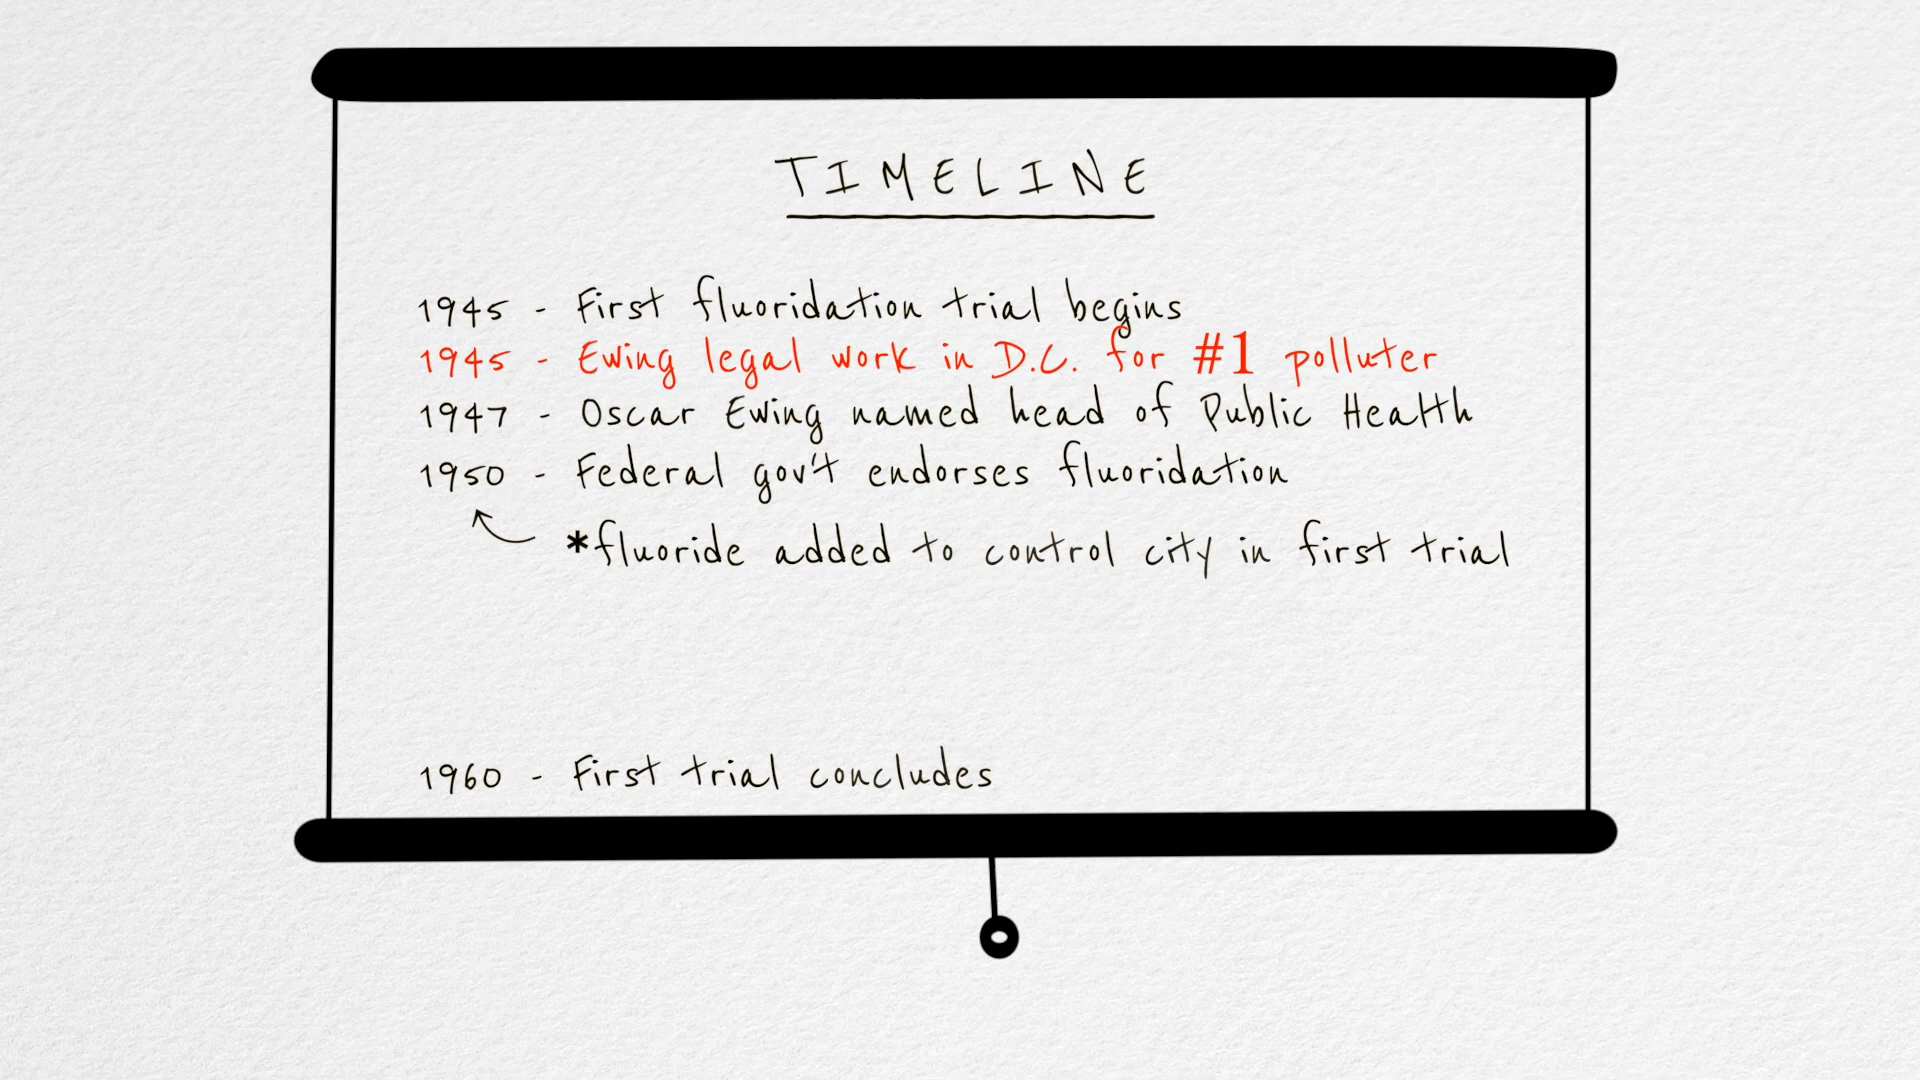 TIMELINE
1945 - First fluoridation trial begins
1945 - Ewing legal work in D.C. for #1 polluter
1947 - Oscar Ewing named head of Public Health
1950 - Federal gov't endorses fluoridation
*fluoride added to control city in first trial
1960 - First trial concludes